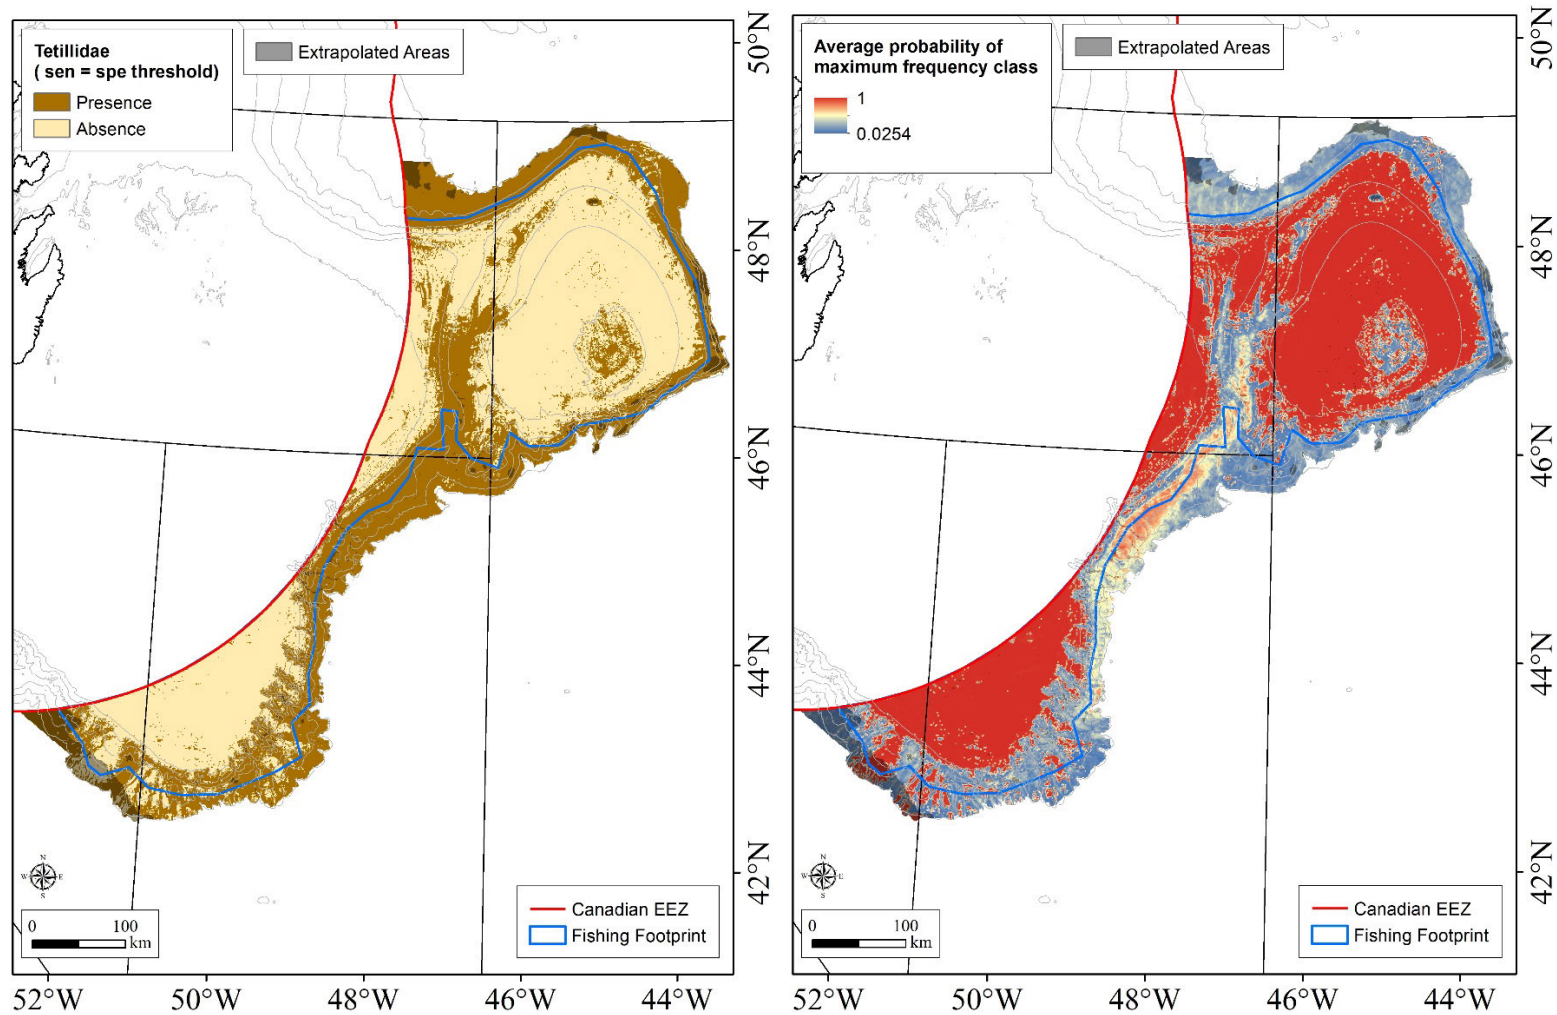 Tetillidae
( sen = spe threshold)
Presence
Absence
Extrapolated Areas
50°N
48°N
46°N
44°N
42°N
N
W E
S
0 100
km
Canadian EEZ
Fishing Footprint
52°W 50°W 48°W 46°W 44°W
Average probability of
maximum frequency class
1
0.0254
Extrapolated Areas
50°N
48°N
46°N
44°N
42°N
N
W E
S
0 100
km
Canadian EEZ
Fishing Footprint
52°W 50°W 48°W 46°W 44°W